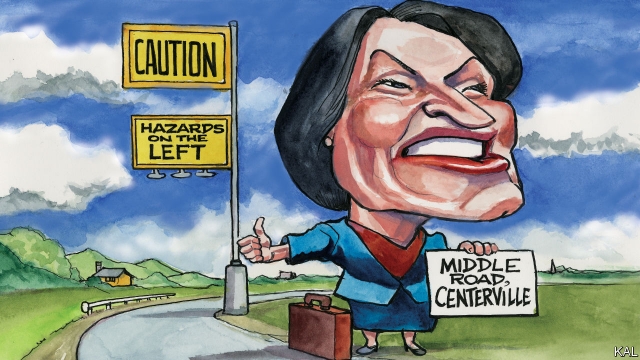 CAUTION
HAZARDS
ON THE
LEFT
MIDDLE
ROAD,
CENTERVILLE
KAL